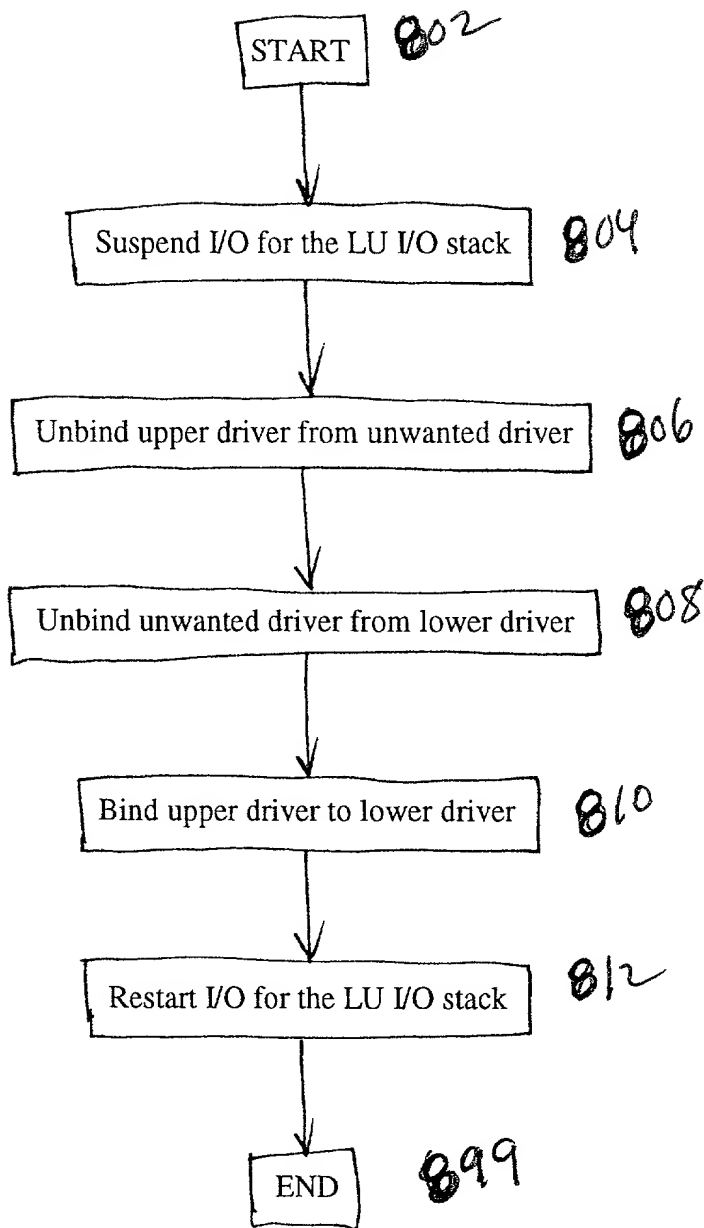 START 802
Suspend I/O for the LU I/O stack 804
Unbind upper driver from unwanted driver 806
Unbind unwanted driver from lower driver 808
Bind upper driver to lower driver 810
Restart I/O for the LU I/O stack 812
END 899